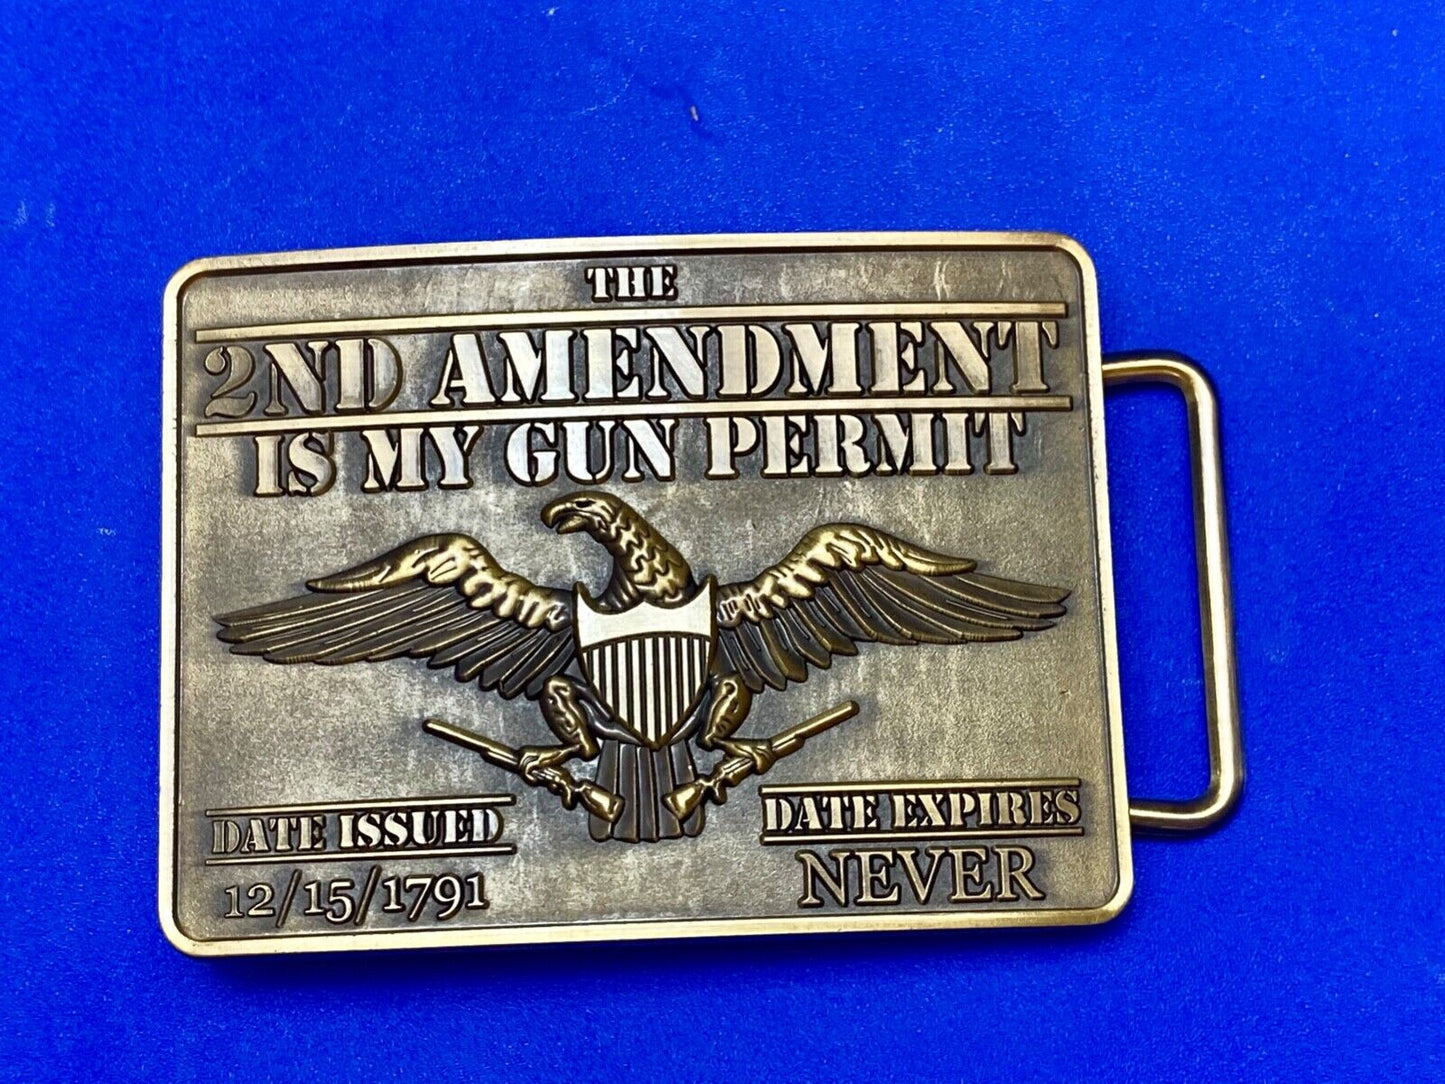 THE
2ND AMENDMENT
IS MY GUN PERMIT
DATE ISSUED
12/15/1791
DATE EXPIRES
NEVER